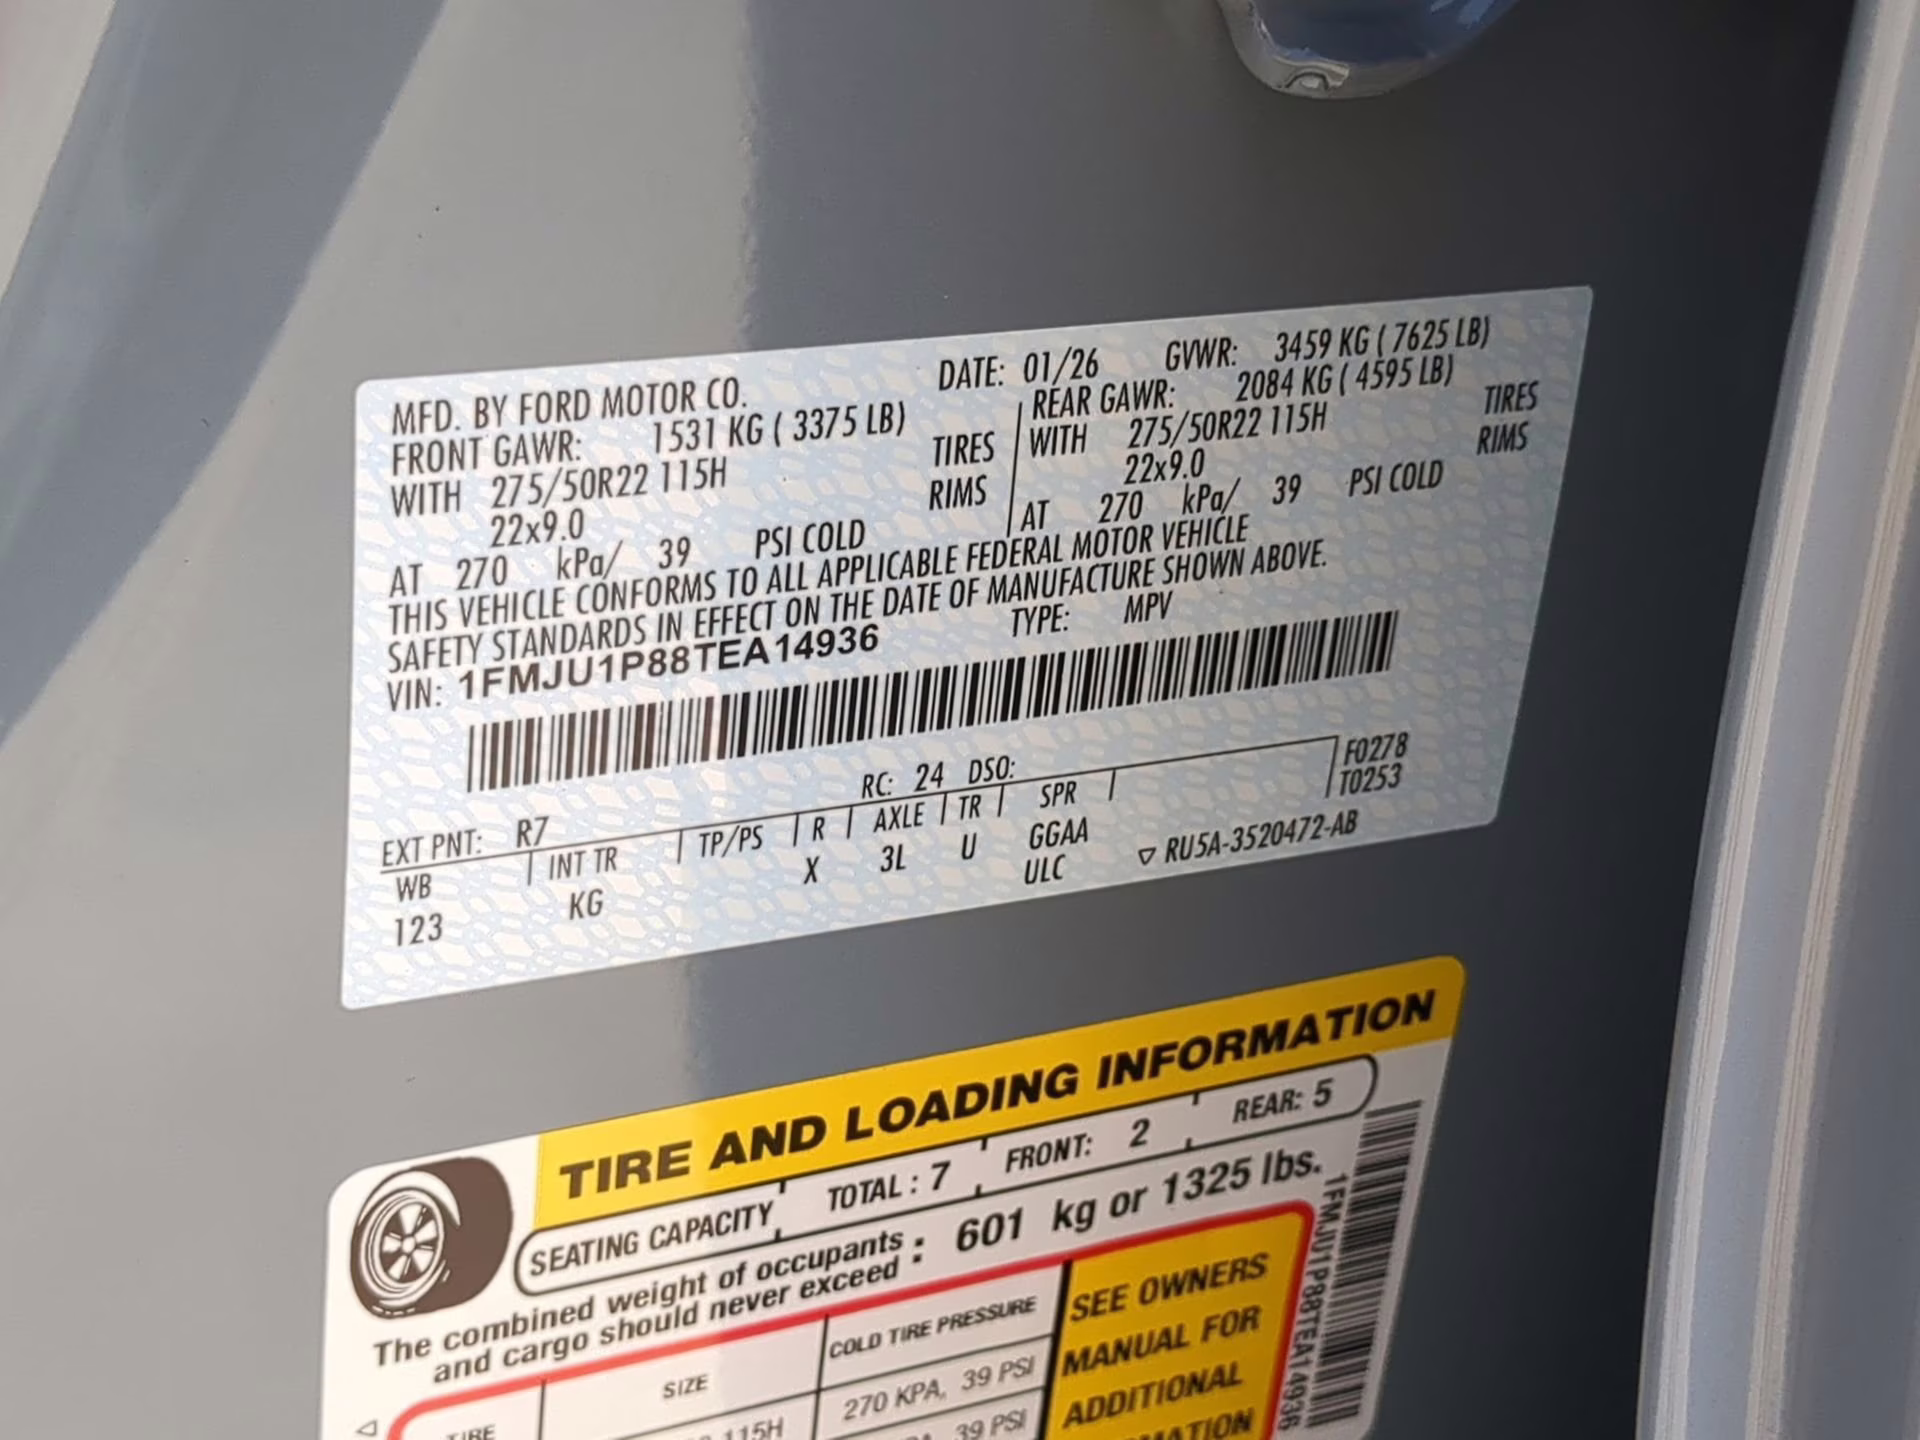 MFD. BY FORD MOTOR CO. DATE: 01/26 GVWR: 3459 KG ( 7625 LB)
FRONT GAWR: 1531 KG ( 3375 LB) REAR GAWR: 2084 KG ( 4595 LB)
WITH 275/50R22 115H TIRES WITH 275/50R22 115H TIRES
22x9.0 RIMS 22x9.0 RIMS
AT 270 kPa/ 39 PSI COLD AT 270 kPa/ 39 PSI COLD
THIS VEHICLE CONFORMS TO ALL APPLICABLE FEDERAL MOTOR VEHICLE
SAFETY STANDARDS IN EFFECT ON THE DATE OF MANUFACTURE SHOWN ABOVE.
VIN: 1FMJU1P88TEA14936 TYPE: MPV
EXT PNT: R7 RC: 24 DSO: F0278
T0253
WB INT TR TP/PS R AXLE TR SPR
123 KG X 3L U GGAA
ULC ▽ RU5A-3520472-AB
TIRE AND LOADING INFORMATION
SEATING CAPACITY TOTAL : 7 FRONT: 2 REAR: 5
The combined weight of occupants
and cargo should never exceed : 601 kg or 1325 lbs.
TIRE SIZE COLD TIRE PRESSURE
115H 270 KPA, 39 PSI
39 PSI
SEE OWNERS
MANUAL FOR
ADDITIONAL
1FMJU1P88TEA14936